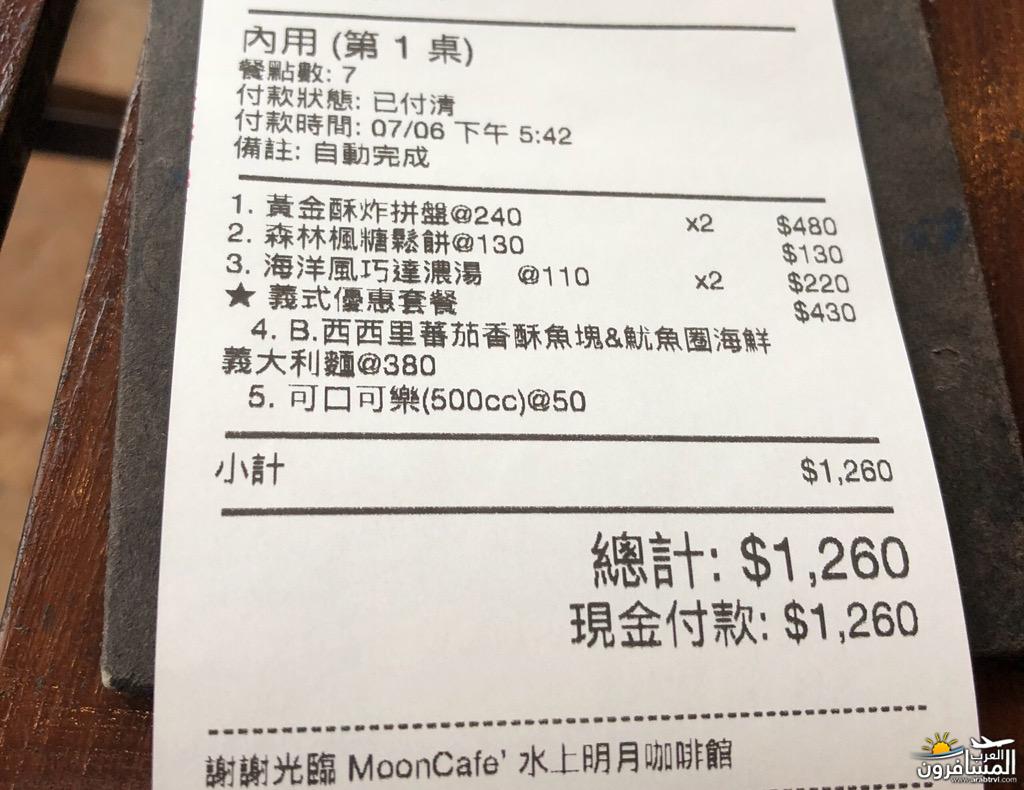 內用 (第 1 桌)
餐點數: 7
付款狀態: 已付清
付款時間: 07/06 下午 5:42
備註: 自動完成
1. 黃金酥炸拼盤@240 x2 $480
2. 森林楓糖鬆餅@130 $130
3. 海洋風巧達濃湯 @110 x2 $220
★ 義式優惠套餐 $430
4. B.西西里蕃茄香酥魚塊&魷魚圈海鮮
義大利麵@380
5. 可口可樂(500cc)@50
小計 $1,260
總計: $1,260
現金付款: $1,260
謝謝光臨 MoonCafe' 水上明月咖啡館
العرب
المسافرون
www.arabtrvl.com